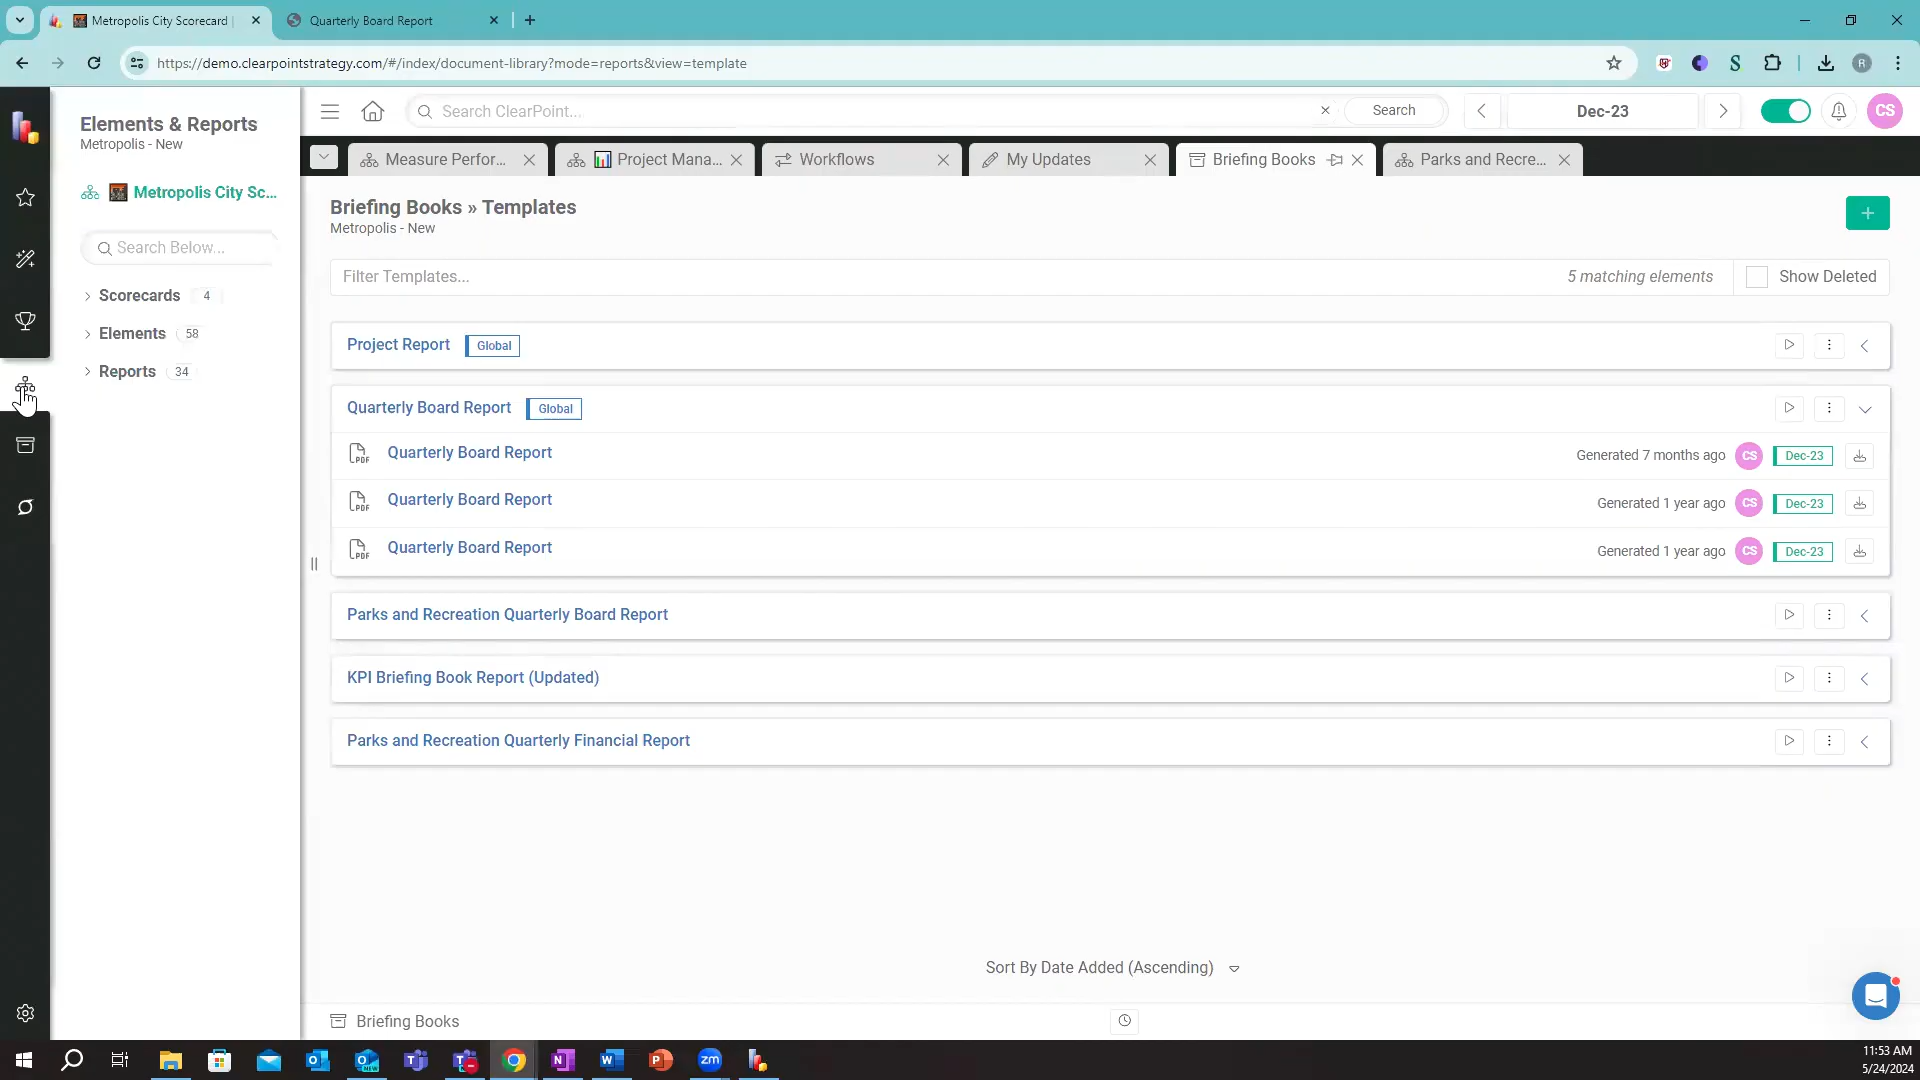 Metropolis City Scorecard |
Quarterly Board Report
https://demo.clearpointstrategy.com/#/index/document-library?mode=reports&view=template
R
Elements & Reports
Metropolis - New
Metropolis City Sc...
Search Below...
Scorecards 4
Elements 58
Reports 34
Search ClearPoint...
Search
Dec-23
CS
Measure Perfor...
Project Mana...
Workflows
My Updates
Briefing Books
Parks and Recre...
Briefing Books » Templates
Metropolis - New
Filter Templates...
5 matching elements
Show Deleted
Project Report Global
Quarterly Board Report Global
PDF Quarterly Board Report Generated 7 months ago CS Dec-23
PDF Quarterly Board Report Generated 1 year ago CS Dec-23
PDF Quarterly Board Report Generated 1 year ago CS Dec-23
Parks and Recreation Quarterly Board Report
KPI Briefing Book Report (Updated)
Parks and Recreation Quarterly Financial Report
Sort By Date Added (Ascending)
Briefing Books
zm
11:53 AM
5/24/2024